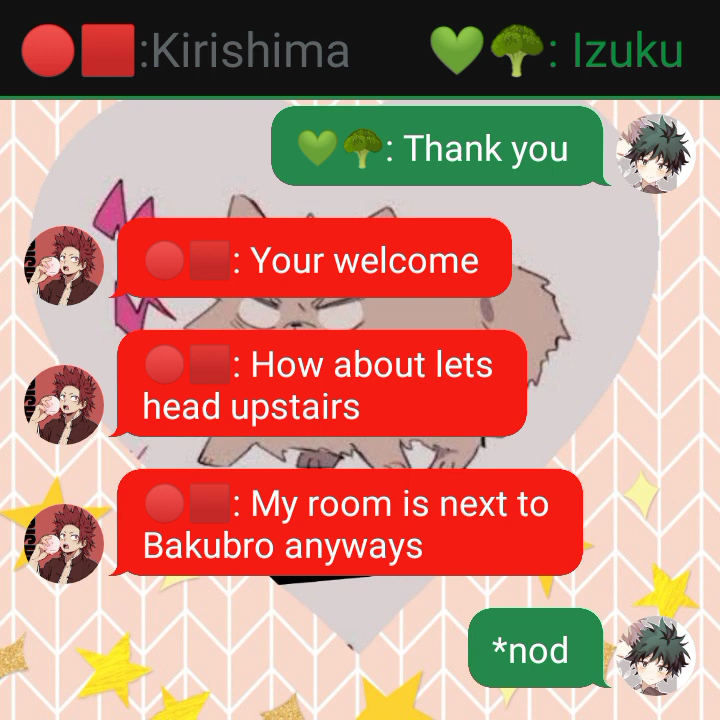 🔴🟥:Kirishima 💚🥦: Izuku
💚🥦: Thank you
🔴🟥: Your welcome
🔴🟥: How about lets
head upstairs
🔴🟥: My room is next to
Bakubro anyways
*nod